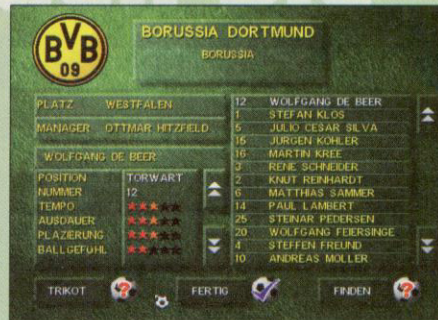 BVB
09
BORUSSIA DORTMUND
BORUSSIA
PLATZ WESTFALEN
MANAGER OTTMAR HITZFIELD
WOLFGANG DE BEER
POSITION TORWART
NUMMER 12
TEMPO
AUSDAUER
PLAZIERUNG
BALLGEFÜHL
12 WOLFGANG DE BEER
1 STEFAN KLOS
5 JULIO CESAR SILVA
15 JURGEN KOHLER
16 MARTIN KREE
3 RENE SCHNEIDER
2 KNUT REINHARDT
6 MATTHIAS SAMMER
14 PAUL LAMBERT
25 STEINAR PEDERSEN
20 WOLFGANG FEIERSINGE
4 STEFFEN FREUND
10 ANDREAS MOLLER
TRIKOT ?
FERTIG
FINDEN ?